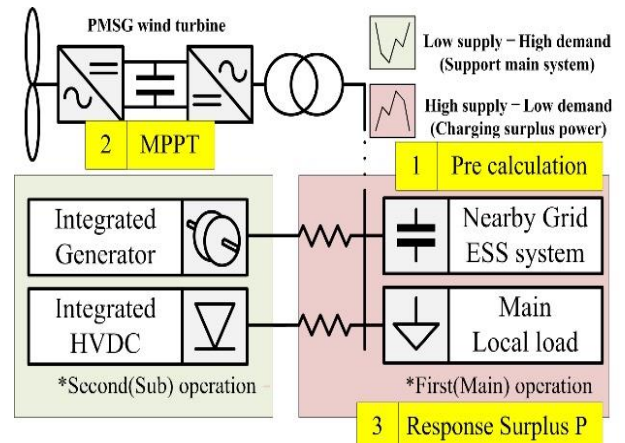 PMSG wind turbine
Low supply – High demand
(Support main system)
High supply – Low demand
(Charging surplus power)
2 MPPT
1 Pre calculation
Integrated
Generator
Nearby Grid
ESS system
Integrated
HVDC
Main
Local load
*Second(Sub) operation
*First(Main) operation
3 Response Surplus P